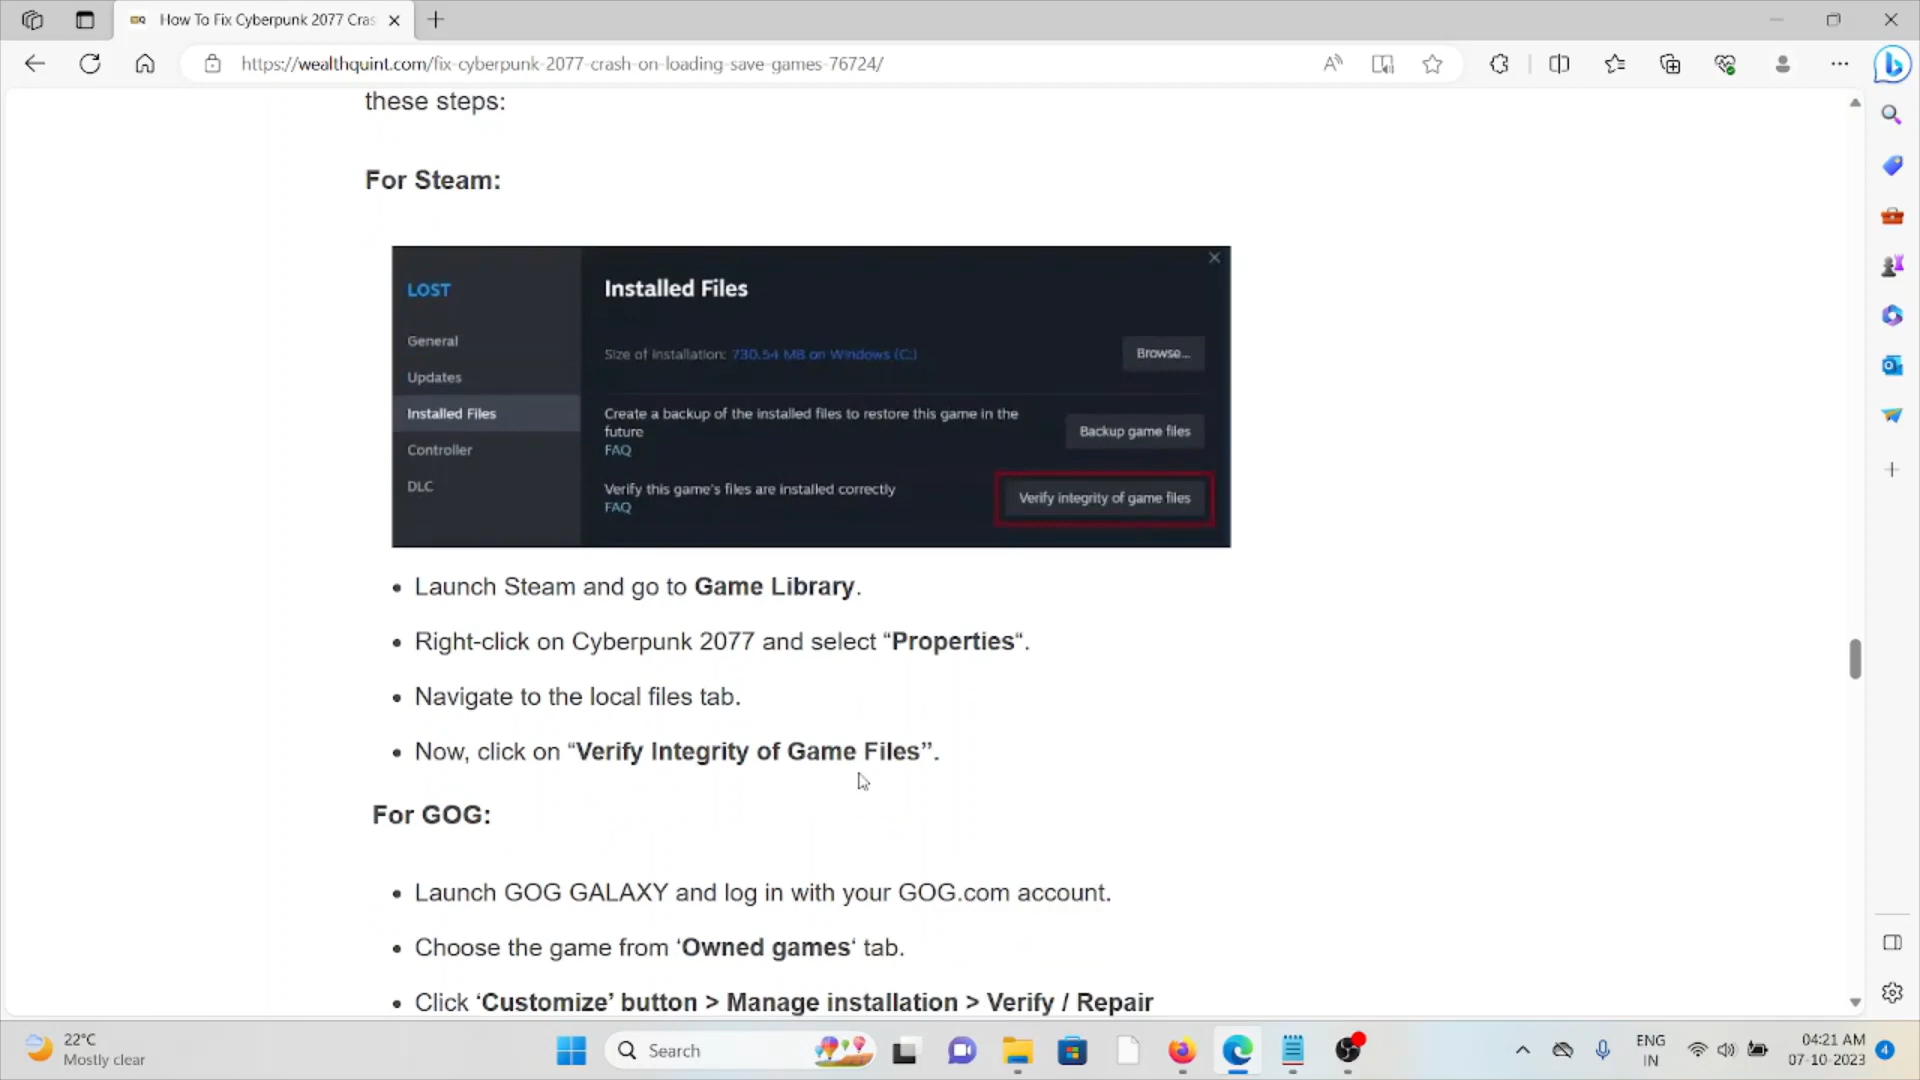 How To Fix Cyberpunk 2077 Cras
https://wealthquint.com/fix-cyberpunk-2077-crash-on-loading-save-games-76724/
these steps:
For Steam:
LOST
Installed Files
General
Size of installation: 730.54 MB on Windows (C:)
Browse...
Updates
Installed Files
Create a backup of the installed files to restore this game in the
future
Backup game files
FAQ
Controller
DLC
Verify this game's files are installed correctly
Verify integrity of game files
FAQ
• Launch Steam and go to Game Library.
• Right-click on Cyberpunk 2077 and select “Properties“.
• Navigate to the local files tab.
• Now, click on “Verify Integrity of Game Files”.
For GOG:
• Launch GOG GALAXY and log in with your GOG.com account.
• Choose the game from ‘Owned games‘ tab.
• Click ‘Customize’ button > Manage installation > Verify / Repair
22°C
Mostly clear
Search
ENG
IN
04:21 AM
07-10-2023
4